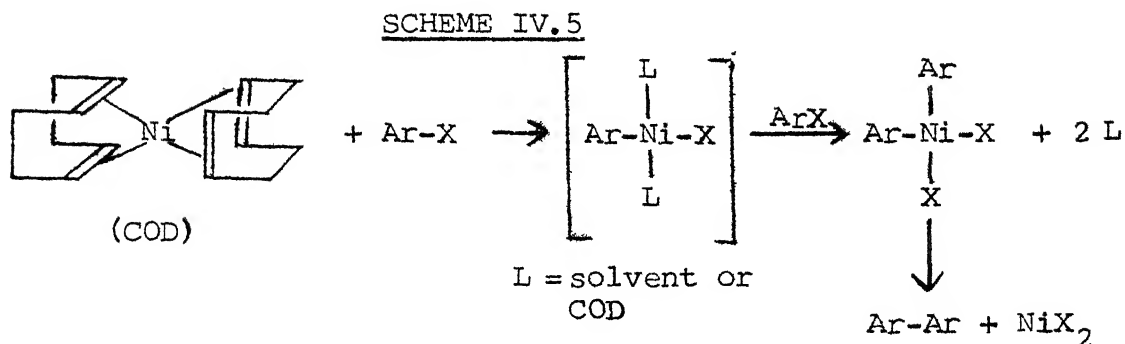 SCHEME IV.5
Ni + Ar-X → [ L Ar-Ni-X L ] ArX → Ar Ar-Ni-X X + 2 L
(COD)
L = solvent or
COD
Ar-Ar + NiX₂